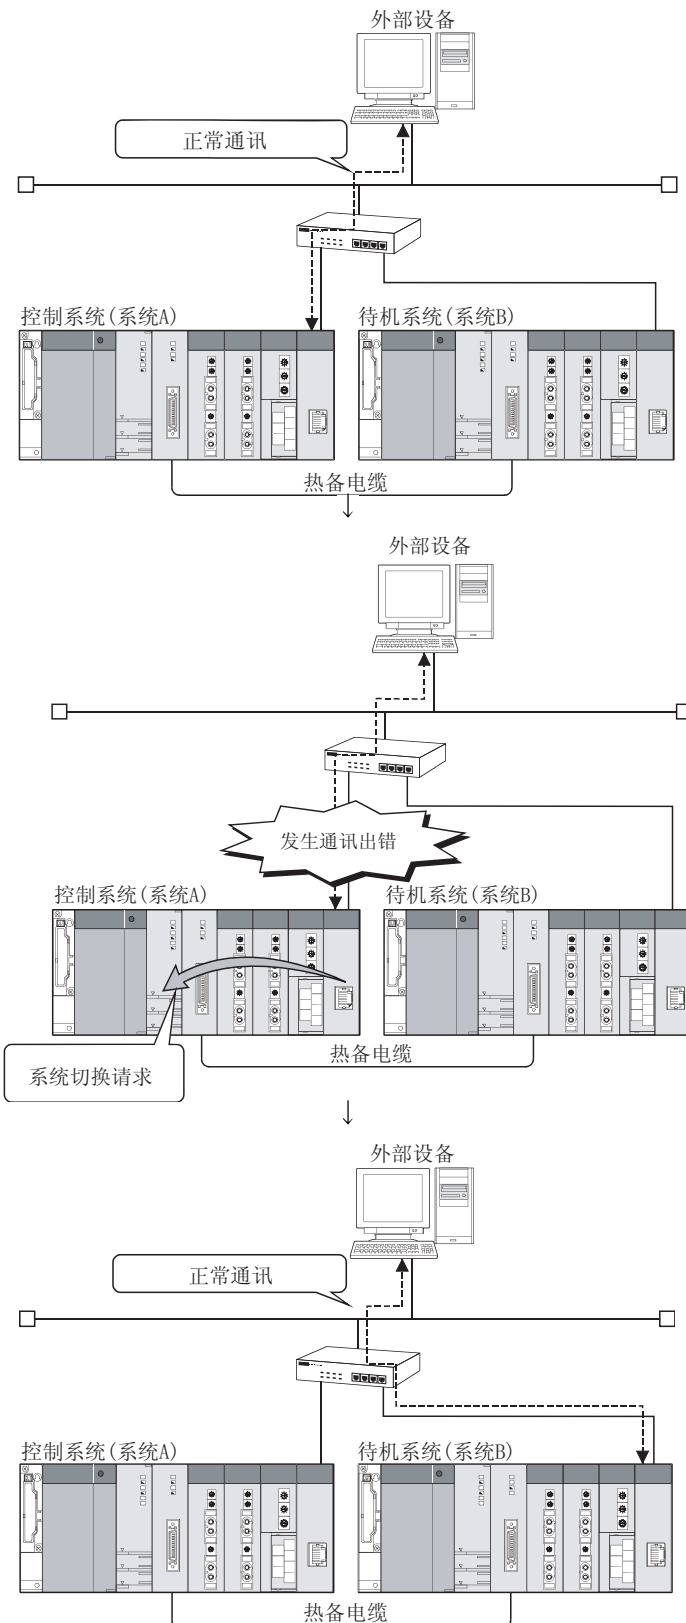 外部设备
正常通讯
控制系统(系统A)
待机系统(系统B)
热备电缆
外部设备
发生通讯出错
控制系统(系统A)
待机系统(系统B)
热备电缆
系统切换请求
外部设备
正常通讯
控制系统(系统A)
待机系统(系统B)
热备电缆